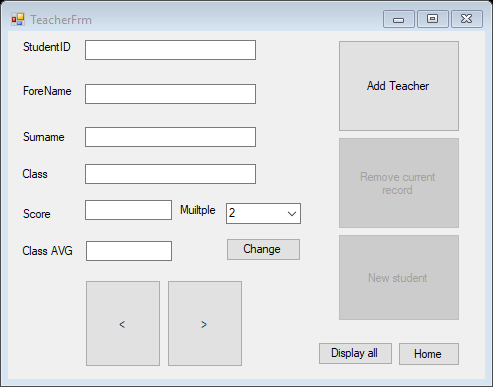 TeacherFrm
StudentID
ForeName
Add Teacher
Surname
Class
Remove current
record
Score
Muiltple
2
Class AVG
Change
New student
<
>
Display all
Home